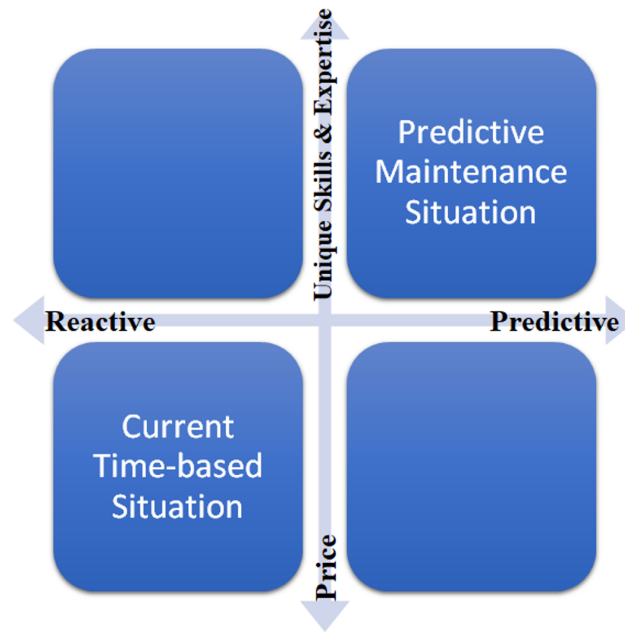 Unique Skills & Expertise
Predictive
Maintenance
Situation
Reactive
Predictive
Current
Time-based
Situation
Price